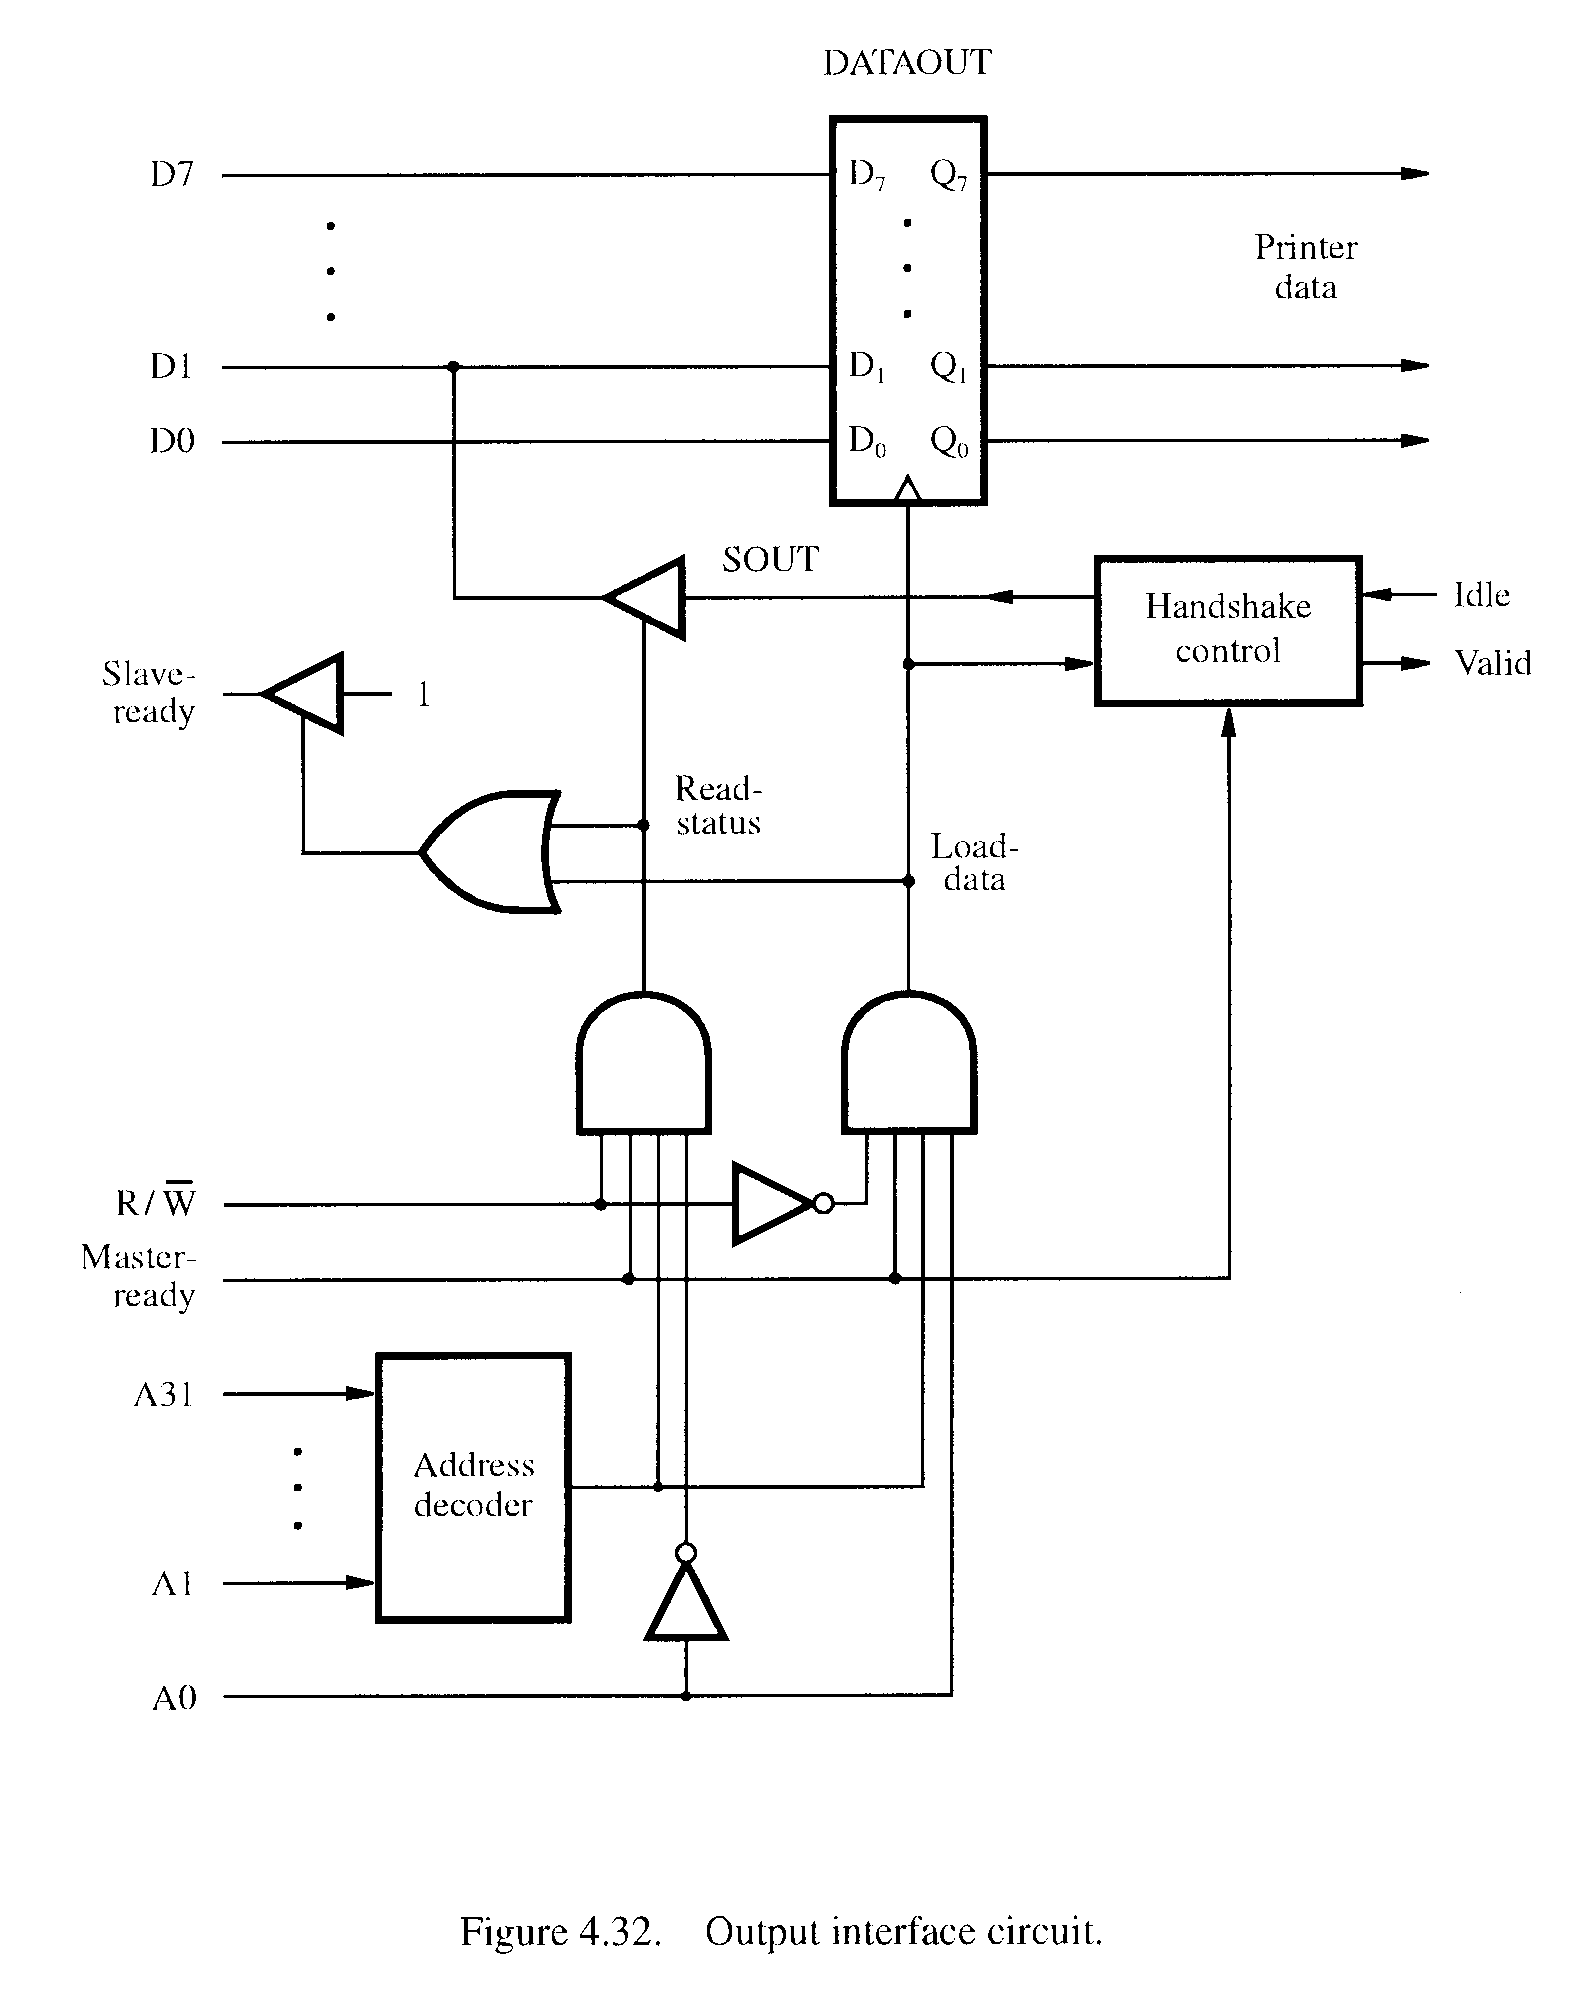 DATAOUT
D7
D₇ Q₇
Printer
data
D1
D₁ Q₁
D0
D₀ Q₀
SOUT
Handshake
control
Idle
Valid
Slave-
ready
1
Read-
status
Load-
data
R/W̅
Master-
ready
A31
Address
decoder
A1
A0
Figure 4.32. Output interface circuit.